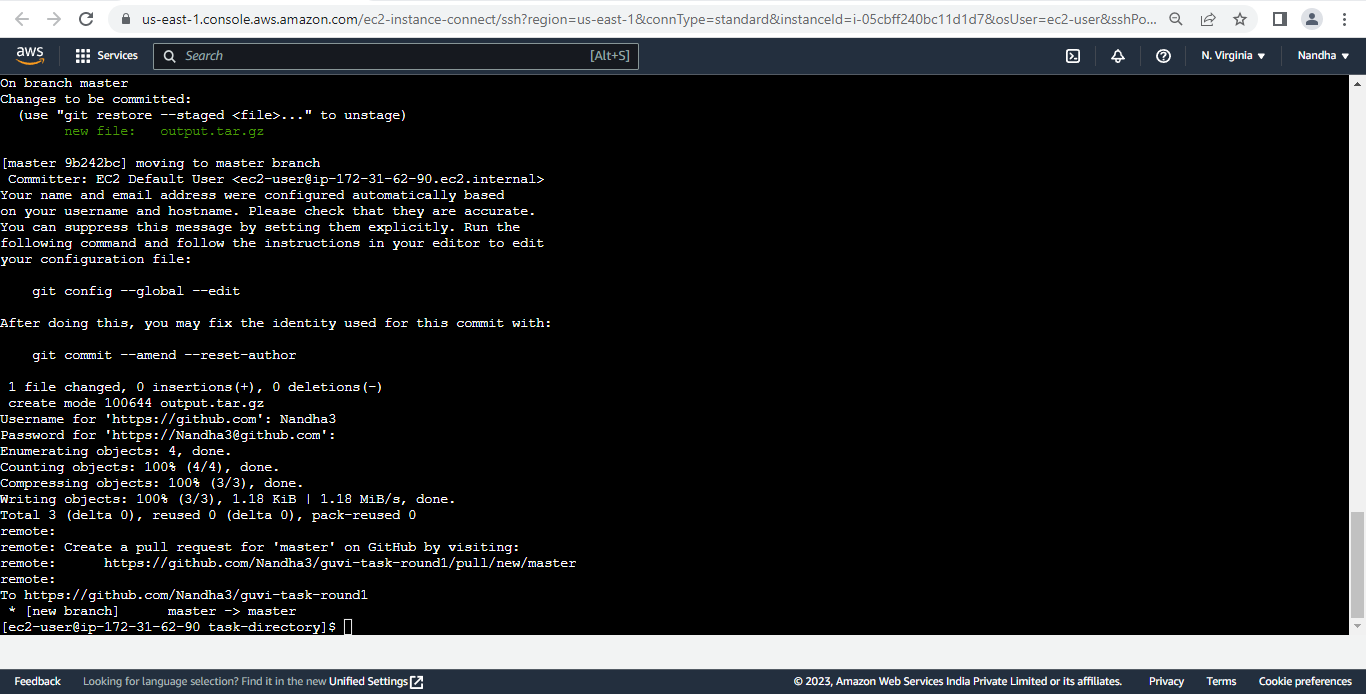 us-east-1.console.aws.amazon.com/ec2-instance-connect/ssh?region=us-east-1&connType=standard&instanceId=i-05cbff240bc11d1d7&osUser=ec2-user&sshPo...
aws Services Search [Alt+S] N. Virginia Nandha
On branch master
Changes to be committed:
  (use "git restore --staged <file>..." to unstage)
        new file:   output.tar.gz
[master 9b242bc] moving to master branch
 Committer: EC2 Default User <ec2-user@ip-172-31-62-90.ec2.internal>
Your name and email address were configured automatically based
on your username and hostname. Please check that they are accurate.
You can suppress this message by setting them explicitly. Run the
following command and follow the instructions in your editor to edit
your configuration file:
    git config --global --edit
After doing this, you may fix the identity used for this commit with:
    git commit --amend --reset-author
 1 file changed, 0 insertions(+), 0 deletions(-)
 create mode 100644 output.tar.gz
Username for 'https://github.com': Nandha3
Password for 'https://Nandha3@github.com':
Enumerating objects: 4, done.
Counting objects: 100% (4/4), done.
Compressing objects: 100% (3/3), done.
Writing objects: 100% (3/3), 1.18 KiB | 1.18 MiB/s, done.
Total 3 (delta 0), reused 0 (delta 0), pack-reused 0
remote:
remote: Create a pull request for 'master' on GitHub by visiting:
remote:      https://github.com/Nandha3/guvi-task-round1/pull/new/master
remote:
To https://github.com/Nandha3/guvi-task-round1
 * [new branch]      master -> master
[ec2-user@ip-172-31-62-90 task-directory]$
Feedback Looking for language selection? Find it in the new Unified Settings © 2023, Amazon Web Services India Private Limited or its affiliates. Privacy Terms Cookie preferences